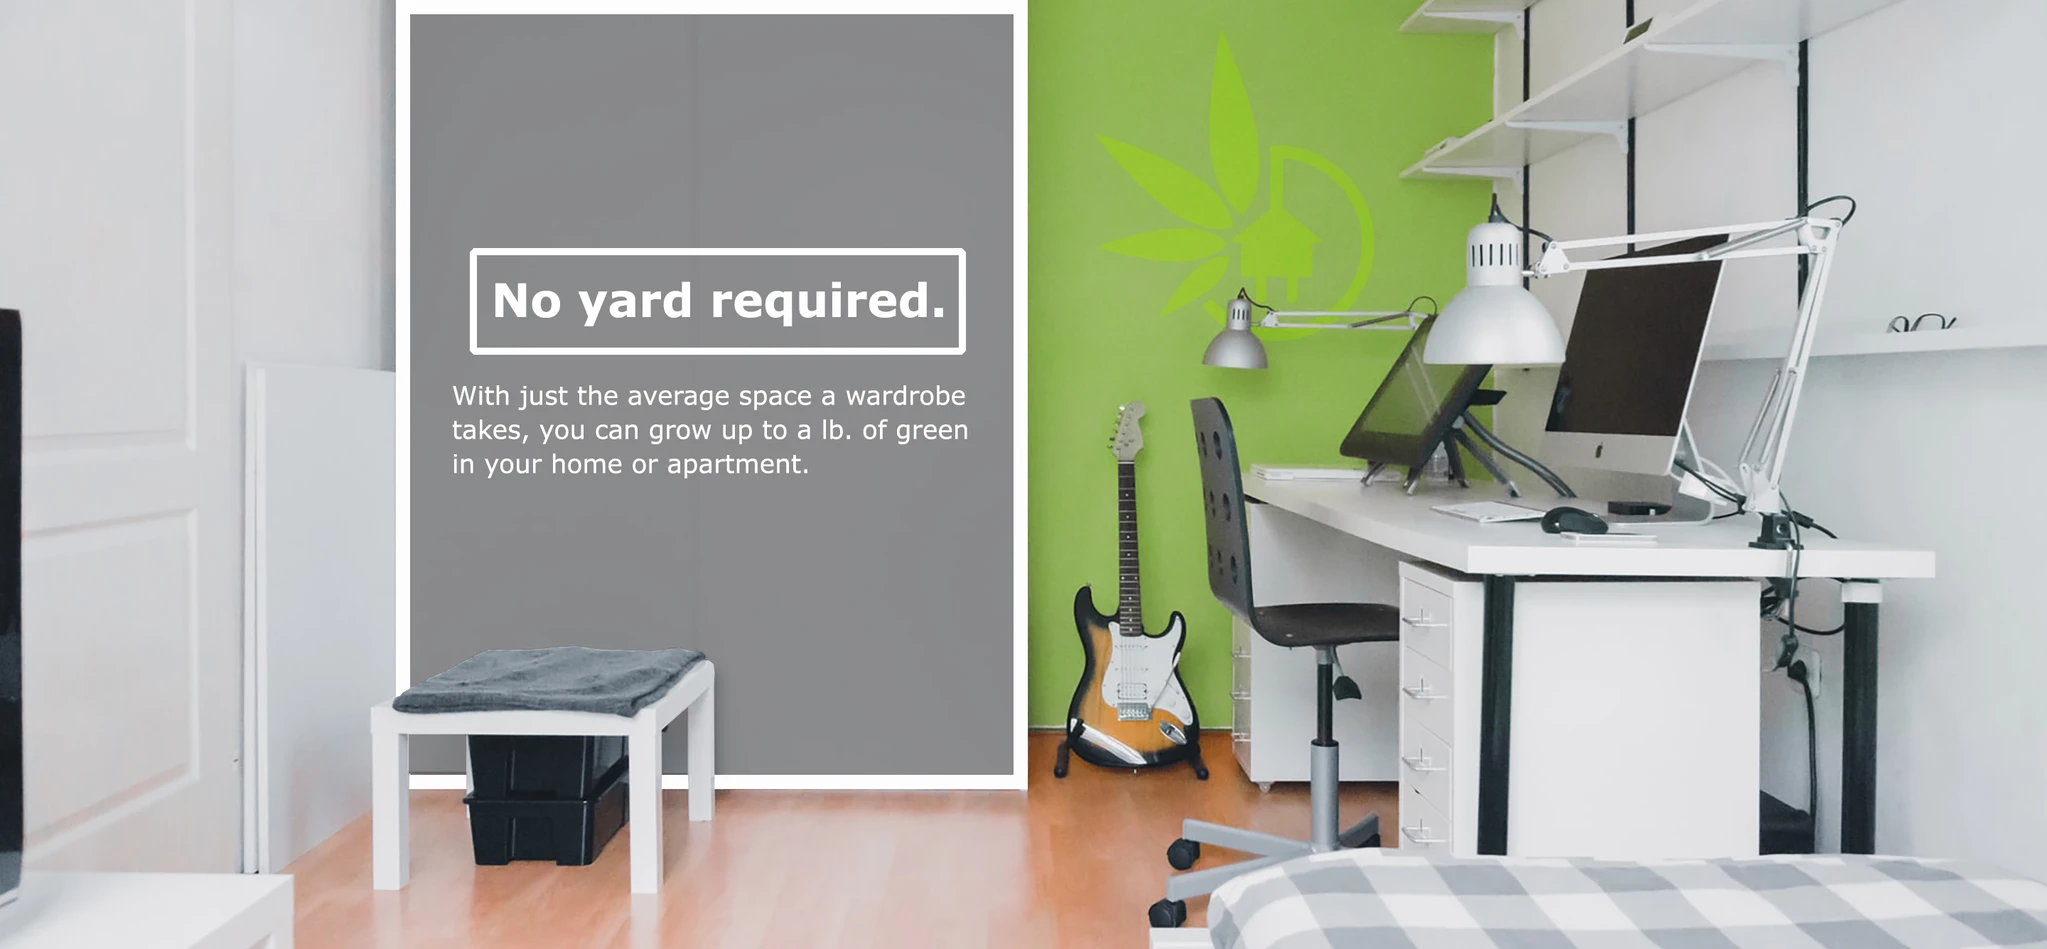 No yard required.
With just the average space a wardrobe
takes, you can grow up to a lb. of green
in your home or apartment.